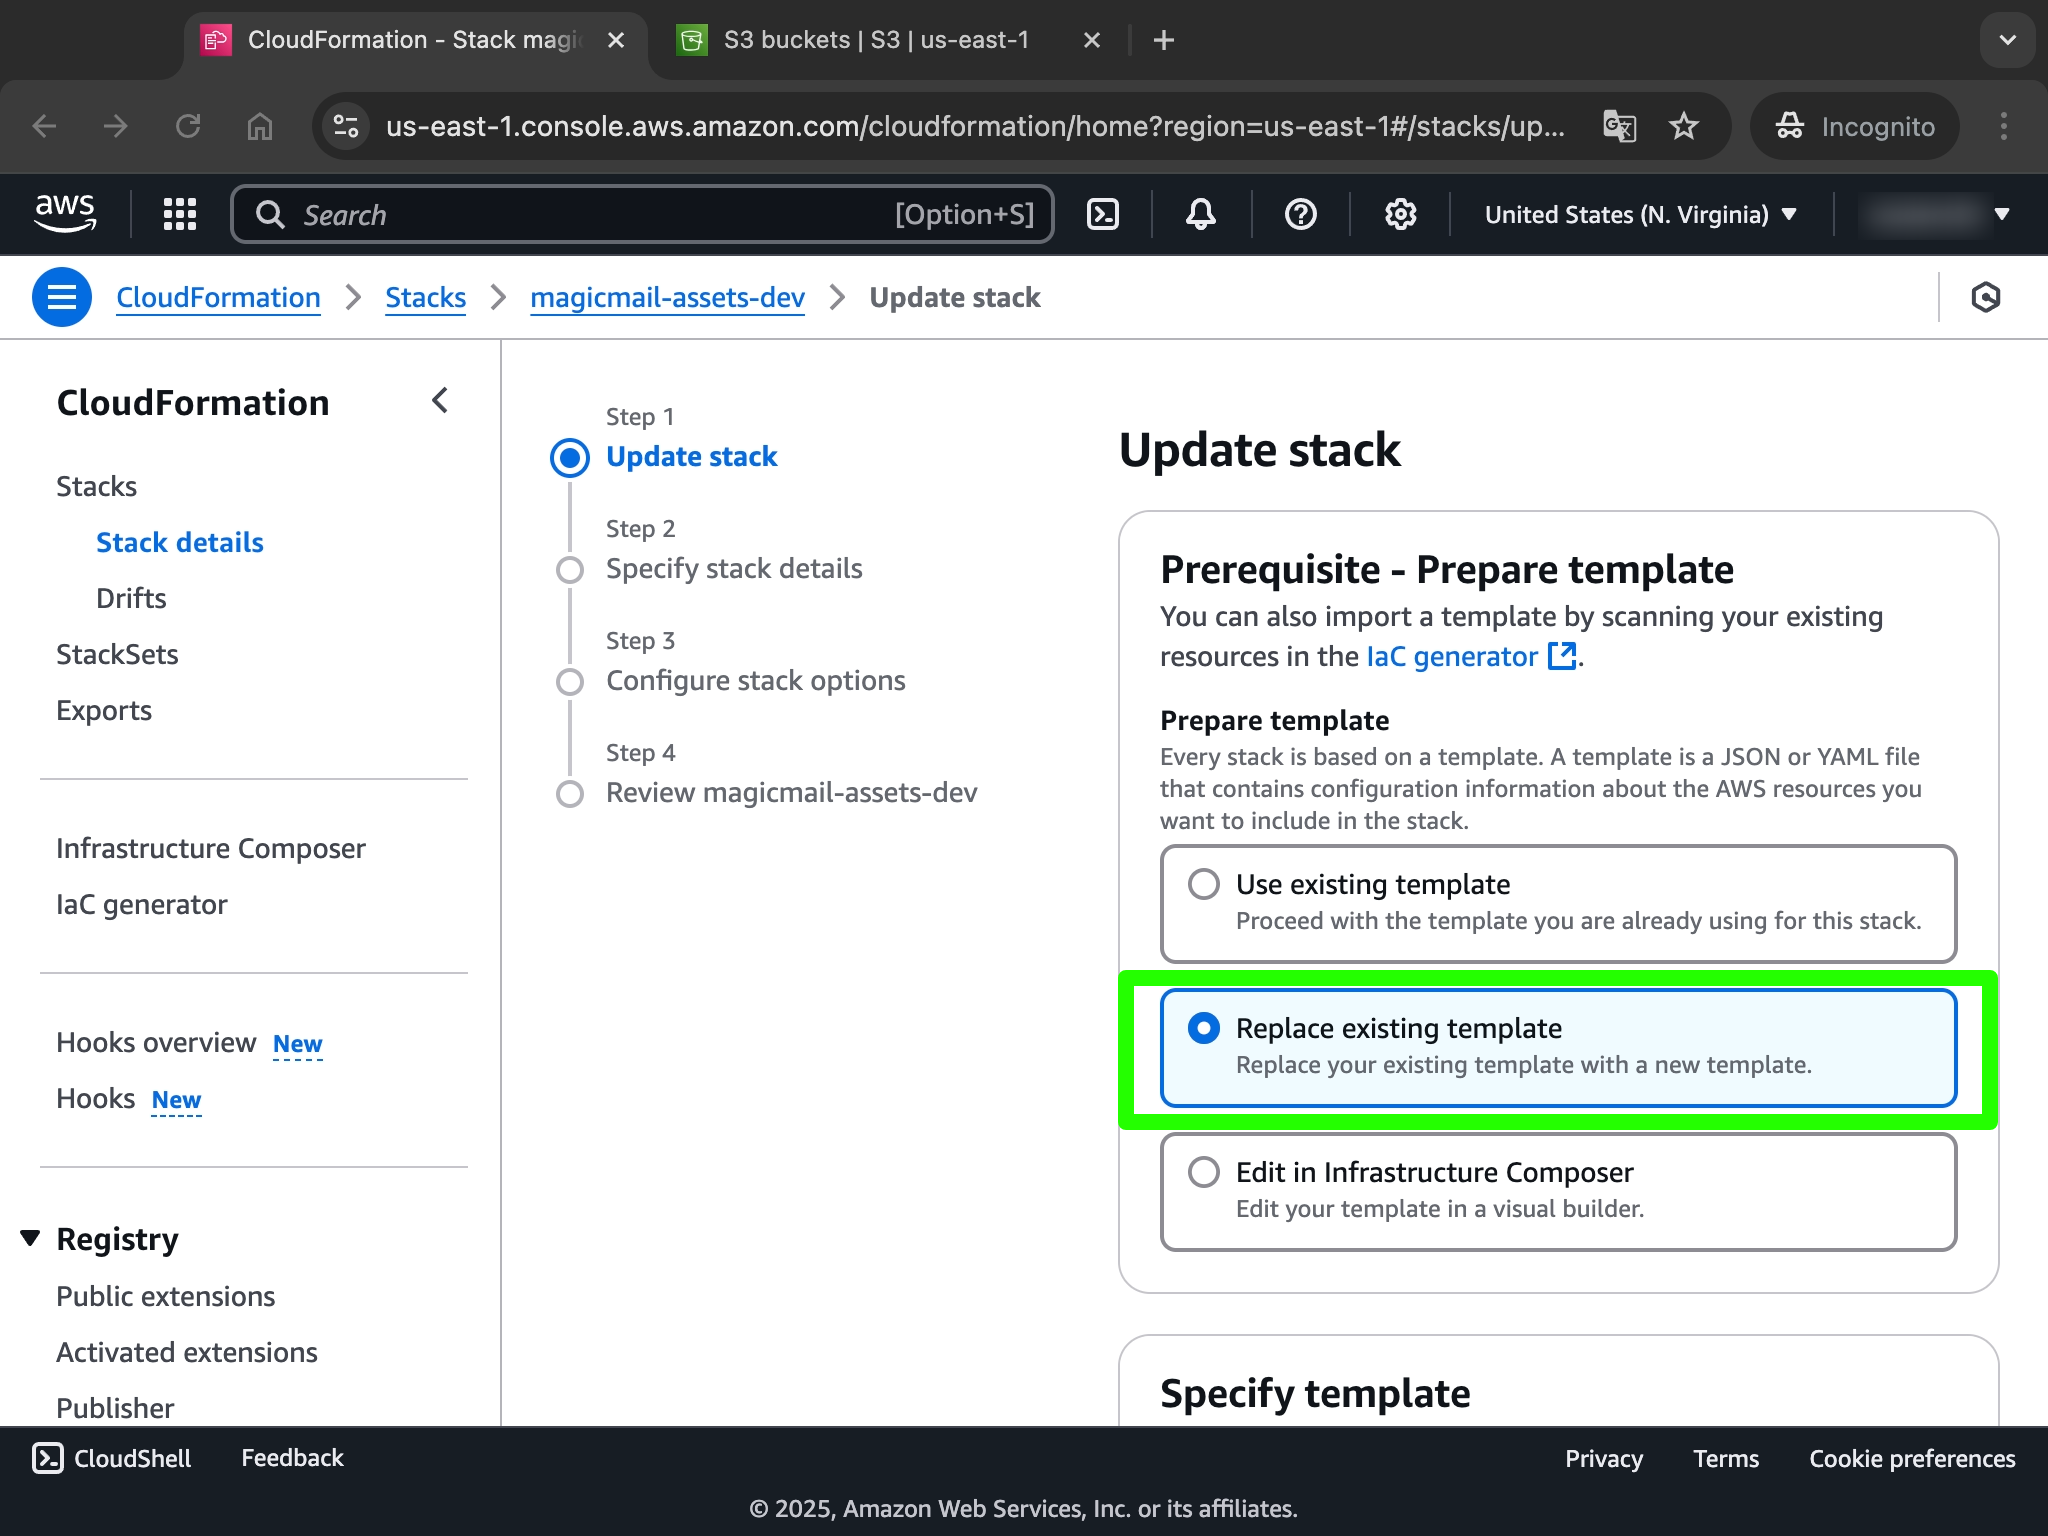 CloudFormation - Stack magic
S3 buckets | S3 | us-east-1
us-east-1.console.aws.amazon.com/cloudformation/home?region=us-east-1#/stacks/up...
Incognito
aws
Search
[Option+S]
United States (N. Virginia)
CloudFormation
Stacks
magicmail-assets-dev
Update stack
CloudFormation
Stacks
Stack details
Drifts
StackSets
Exports
Infrastructure Composer
IaC generator
Hooks overview New
Hooks New
Registry
Public extensions
Activated extensions
Publisher
Step 1
Update stack
Step 2
Specify stack details
Step 3
Configure stack options
Step 4
Review magicmail-assets-dev
Update stack
Prerequisite - Prepare template
You can also import a template by scanning your existing
resources in the IaC generator.
Prepare template
Every stack is based on a template. A template is a JSON or YAML file
that contains configuration information about the AWS resources you
want to include in the stack.
Use existing template
Proceed with the template you are already using for this stack.
Replace existing template
Replace your existing template with a new template.
Edit in Infrastructure Composer
Edit your template in a visual builder.
Specify template
CloudShell
Feedback
Privacy
Terms
Cookie preferences
© 2025, Amazon Web Services, Inc. or its affiliates.